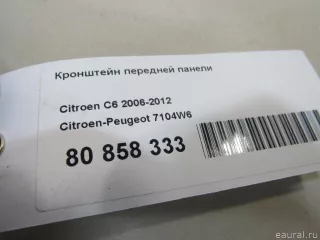 Кронштейн передней панели
Citroen C6 2006-2012
Citroen-Peugeot 7104W6
80 858 333
eaural.ru